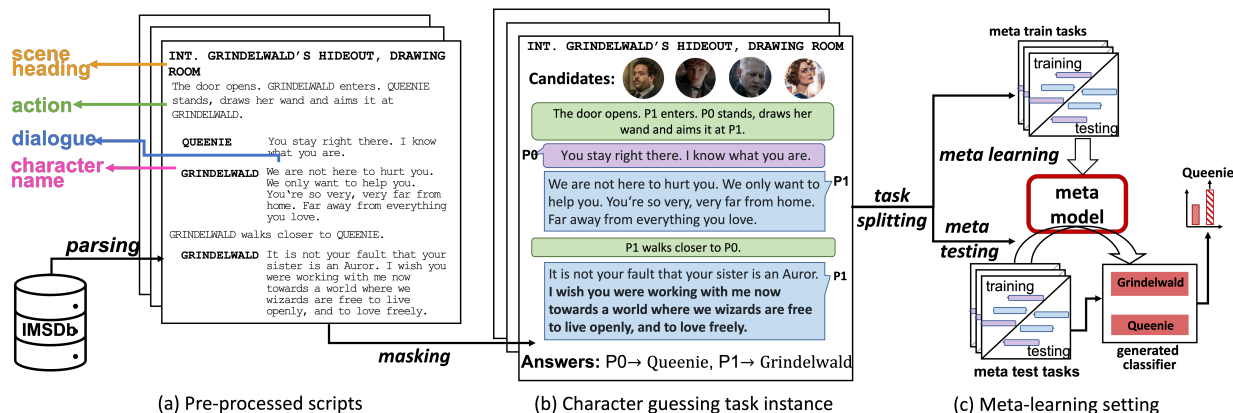 scene
heading
action
dialogue
character
name
parsing
IMSDb
INT. GRINDELWALD'S HIDEOUT, DRAWING
ROOM
The door opens. GRINDELWALD enters. QUEENIE
stands, draws her wand and aims it at
GRINDELWALD.
QUEENIE
You stay right there. I know
what you are.
GRINDELWALD
We are not here to hurt you.
We only want to help you.
You're so very, very far from
home. Far away from everything
you love.
GRINDELWALD walks closer to QUEENIE.
GRINDELWALD
It is not your fault that your
sister is an Auror. I wish you
were working with me now
towards a world where we
wizards are free to live
openly, and to love freely.
masking
(a) Pre-processed scripts
INT. GRINDELWALD'S HIDEOUT, DRAWING ROOM
Candidates:
The door opens. P1 enters. P0 stands, draws her
wand and aims it at P1.
P0
You stay right there. I know what you are.
We are not here to hurt you. We only want to
help you. You're so very, very far from home.
Far away from everything you love.
P1
P1 walks closer to P0.
It is not your fault that your sister is an Auror.
I wish you were working with me now
towards a world where we wizards are free
to live openly, and to love freely.
P1
Answers: P0→ Queenie, P1→ Grindelwald
(b) Character guessing task instance
task
splitting
meta train tasks
training
testing
meta learning
meta
model
meta
testing
training
testing
meta test tasks
Grindelwald
Queenie
generated
classifier
Queenie
(c) Meta-learning setting